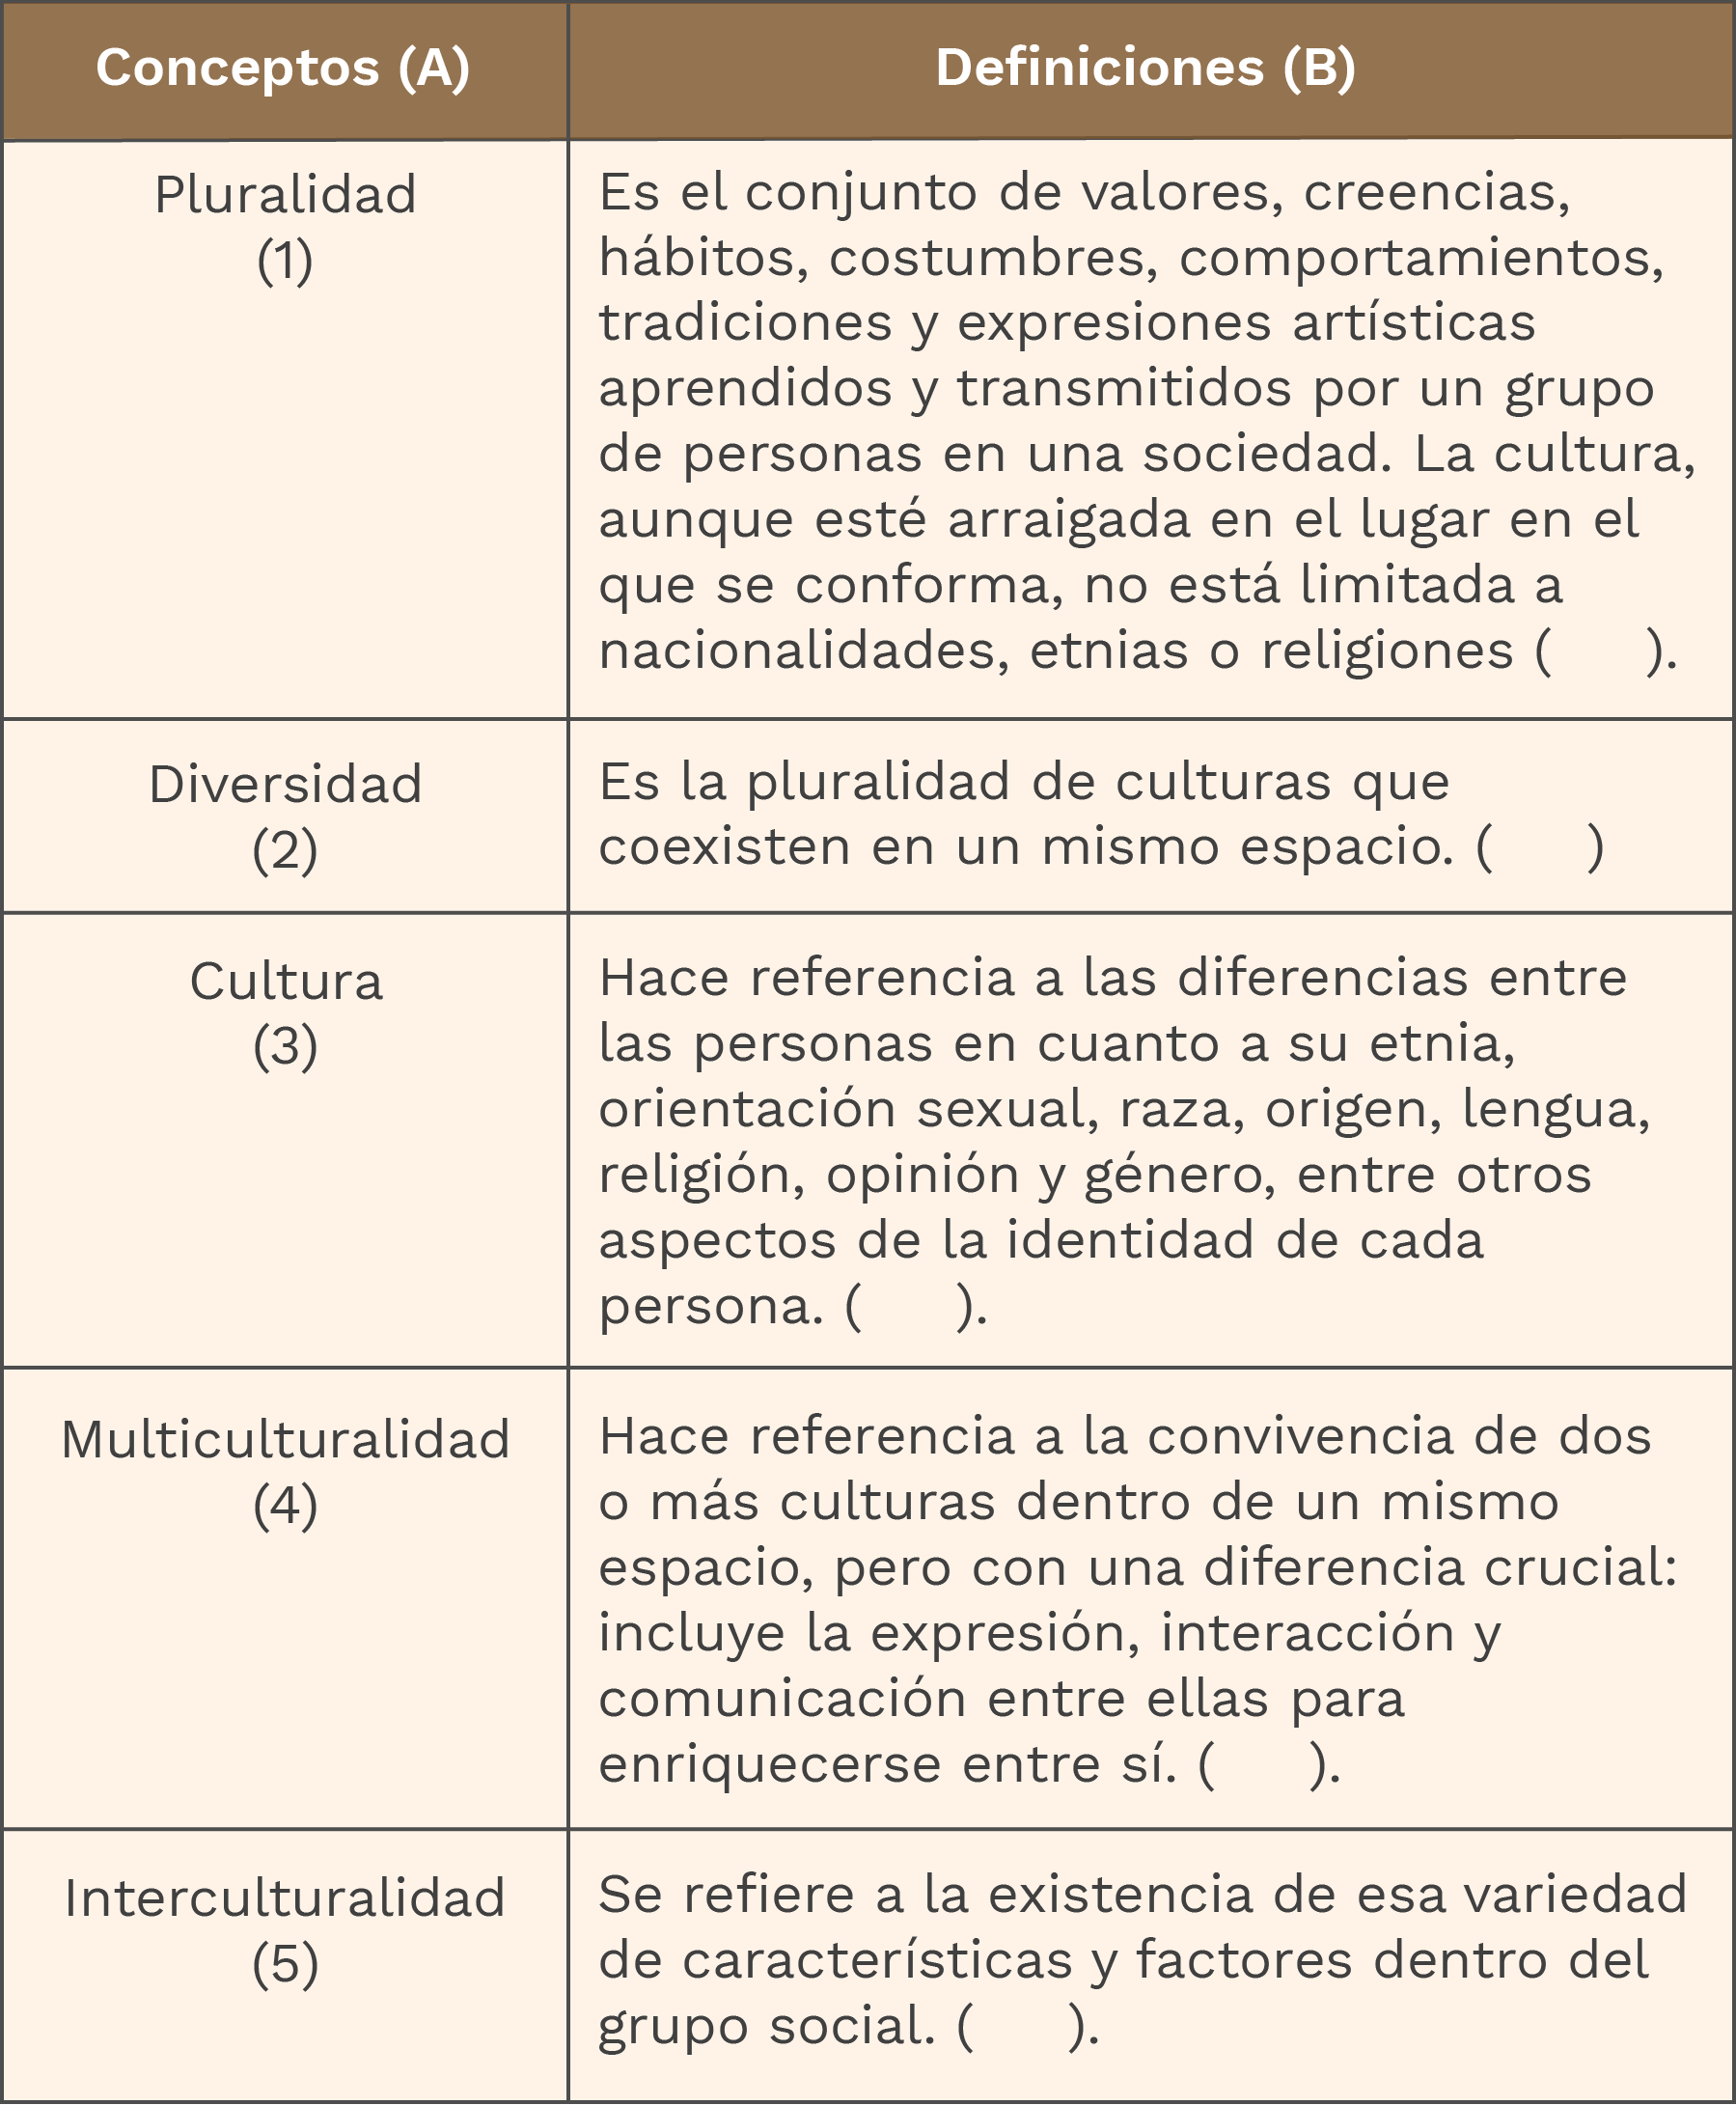 Conceptos (A)
Definiciones (B)
Pluralidad
(1)
Es el conjunto de valores, creencias,
hábitos, costumbres, comportamientos,
tradiciones y expresiones artísticas
aprendidos y transmitidos por un grupo
de personas en una sociedad. La cultura,
aunque esté arraigada en el lugar en el
que se conforma, no está limitada a
nacionalidades, etnias o religiones (     ).
Diversidad
(2)
Es la pluralidad de culturas que
coexisten en un mismo espacio. (     )
Cultura
(3)
Hace referencia a las diferencias entre
las personas en cuanto a su etnia,
orientación sexual, raza, origen, lengua,
religión, opinión y género, entre otros
aspectos de la identidad de cada
persona. (     ).
Multiculturalidad
(4)
Hace referencia a la convivencia de dos
o más culturas dentro de un mismo
espacio, pero con una diferencia crucial:
incluye la expresión, interacción y
comunicación entre ellas para
enriquecerse entre sí. (     ).
Interculturalidad
(5)
Se refiere a la existencia de esa variedad
de características y factores dentro del
grupo social. (     ).